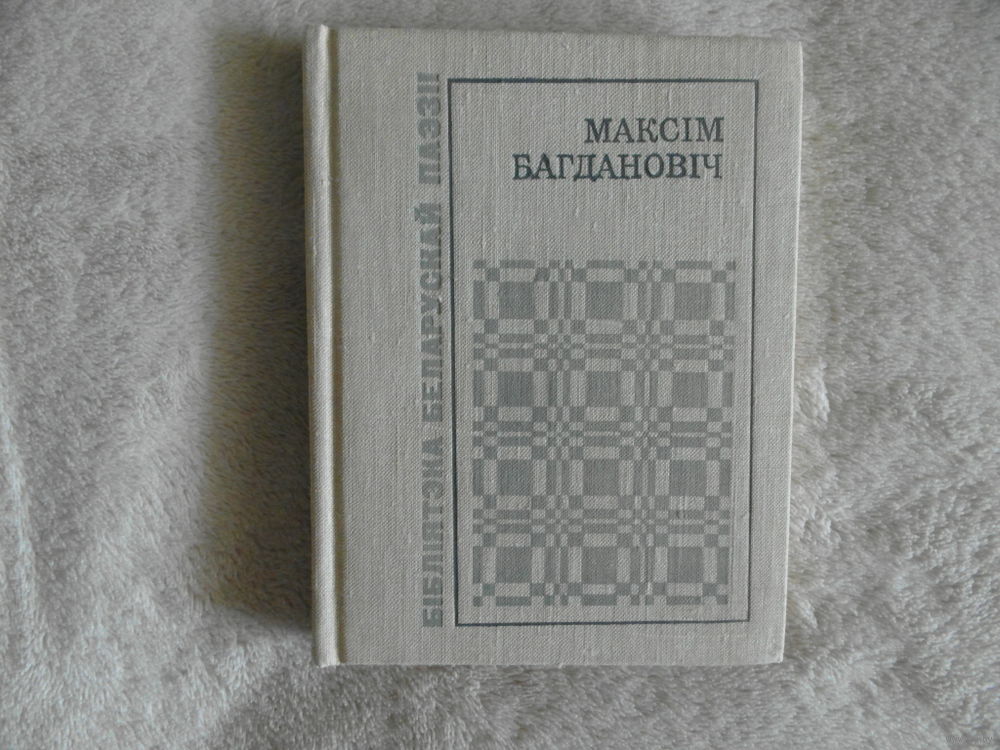 БІБЛІЯТЭКА БЕЛАРУСКАЙ ПАЭЗІІ
МАКСІМ
БАГДАНОВІЧ